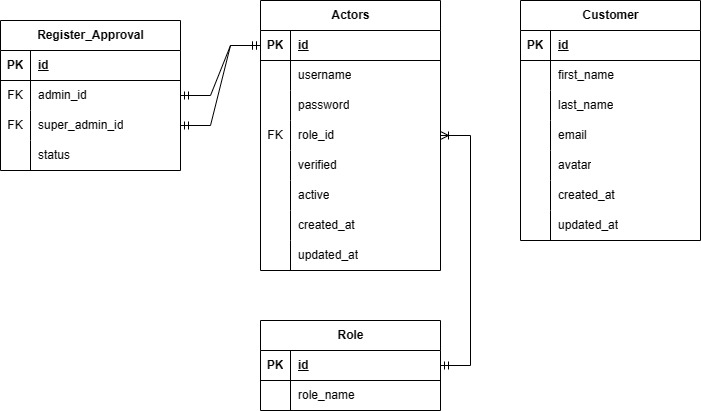 Register_Approval
PK id
FK admin_id
FK super_admin_id
status
Actors
PK id
username
password
FK role_id
verified
active
created_at
updated_at
Customer
PK id
first_name
last_name
email
avatar
created_at
updated_at
Role
PK id
role_name